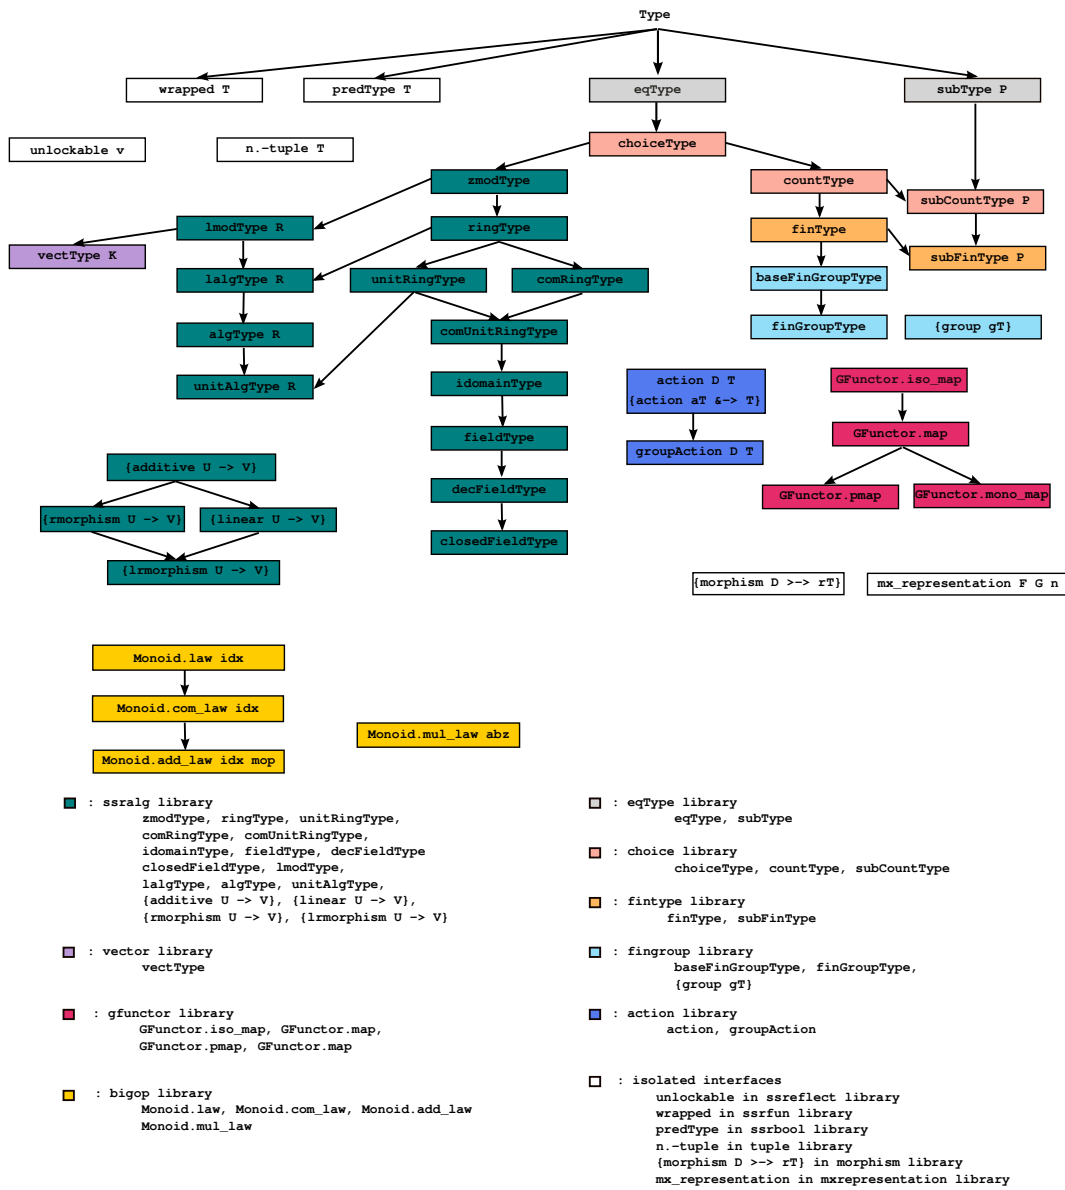 Type
wrapped T
predType T
eqType
subType P
unlockable v
n.-tuple T
choiceType
zmodType
countType
subCountType P
lmodType R
ringType
finType
vectType K
subFinType P
lalgType R
unitRingType
comRingType
baseFinGroupType
algType R
comUnitRingType
finGroupType
{group gT}
unitAlgType R
idomainType
action D T
{action aT &-> T}
GFunctor.iso_map
fieldType
groupAction D T
GFunctor.map
{additive U -> V}
decFieldType
GFunctor.pmap
GFunctor.mono_map
{rmorphism U -> V}
{linear U -> V}
closedFieldType
{lrmorphism U -> V}
{morphism D >-> rT}
mx_representation F G n
Monoid.law idx
Monoid.com_law idx
Monoid.mul_law abz
Monoid.add_law idx mop
: ssralg library
zmodType, ringType, unitRingType,
comRingType, comUnitRingType,
idomainType, fieldType, decFieldType
closedFieldType, lmodType,
lalgType, algType, unitAlgType,
{additive U -> V}, {linear U -> V},
{rmorphism U -> V}, {lrmorphism U -> V}
: vector library
vectType
: gfunctor library
GFunctor.iso_map, GFunctor.map,
GFunctor.pmap, GFunctor.map
: bigop library
Monoid.law, Monoid.com_law, Monoid.add_law
Monoid.mul_law
: eqType library
eqType, subType
: choice library
choiceType, countType, subCountType
: fintype library
finType, subFinType
: fingroup library
baseFinGroupType, finGroupType,
{group gT}
: action library
action, groupAction
: isolated interfaces
unlockable in ssreflect library
wrapped in ssrfun library
predType in ssrbool library
n.-tuple in tuple library
{morphism D >-> rT} in morphism library
mx_representation in mxrepresentation library